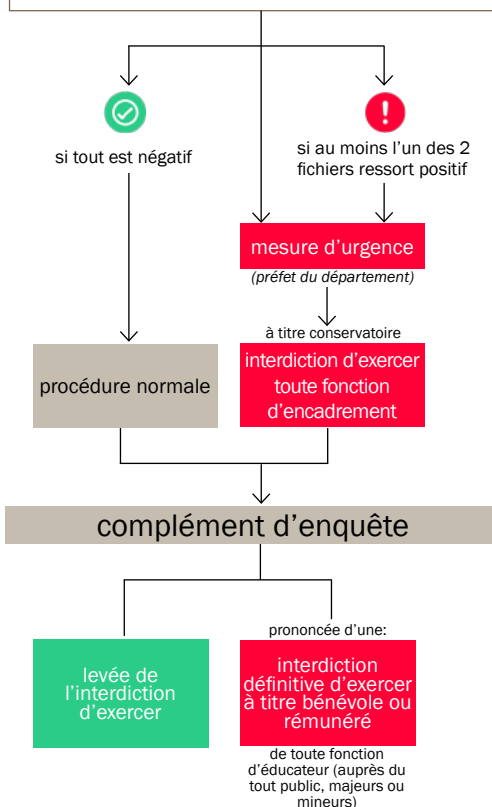 si tout est négatif
si au moins l'un des 2
fichiers ressort positif
mesure d'urgence
(préfet du département)
à titre conservatoire
procédure normale
interdiction d'exercer
toute fonction
d'encadrement
complément d'enquête
levée de
l'interdiction
d'exercer
prononcée d'une:
interdiction
définitive d'exercer
à titre bénévole ou
rémunéré
de toute fonction
d'éducateur (auprès du
tout public, majeurs ou
mineurs)